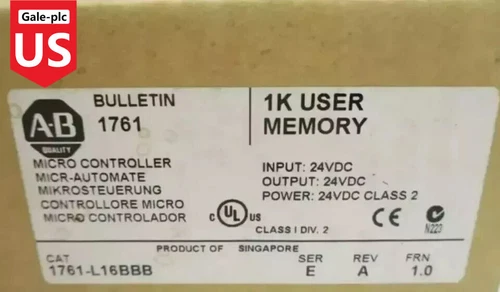 Gale-plc
US
A-B
QUALITY
BULLETIN
1761
1K USER
MEMORY
MICRO CONTROLLER
MICR-AUTOMATE
MIKROSTEUERUNG
CONTROLLORE MICRO
MICRO CONTROLADOR
INPUT: 24VDC
OUTPUT: 24VDC
POWER: 24VDC CLASS 2
c UL US
CLASS I DIV. 2
CE
N223
PRODUCT OF SINGAPORE
CAT SER REV FRN
1761-L16BBB E A 1.0